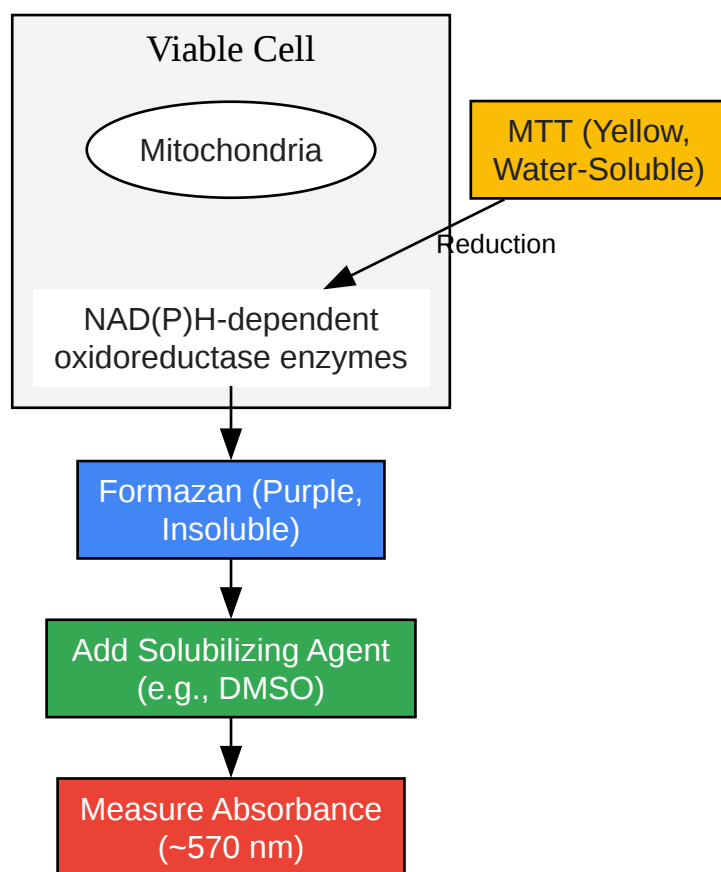 Viable Cell
Mitochondria
MTT (Yellow,
Water-Soluble)
Reduction
NAD(P)H-dependent
oxidoreductase enzymes
Formazan (Purple,
Insoluble)
Add Solubilizing Agent
(e.g., DMSO)
Measure Absorbance
(~570 nm)